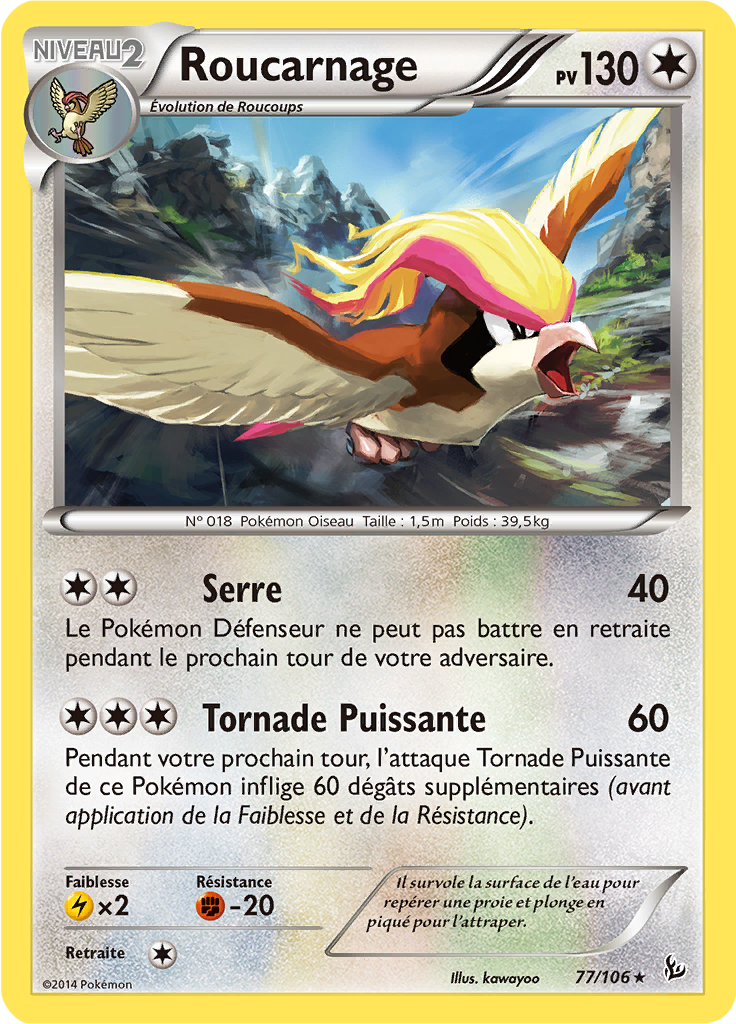 NIVEAU 2
Roucarnage
PV 130
Évolution de Roucoups
N° 018 Pokémon Oiseau Taille : 1,5m Poids : 39,5kg
Serre 40
Le Pokémon Défenseur ne peut pas battre en retraite
pendant le prochain tour de votre adversaire.
Tornade Puissante 60
Pendant votre prochain tour, l'attaque Tornade Puissante
de ce Pokémon inflige 60 dégâts supplémentaires (avant
application de la Faiblesse et de la Résistance).
Faiblesse Résistance
×2 -20
Il survole la surface de l'eau pour
repérer une proie et plonge en
piqué pour l'attraper.
Retraite
©2014 Pokémon
Illus. kawayoo 77/106 ★